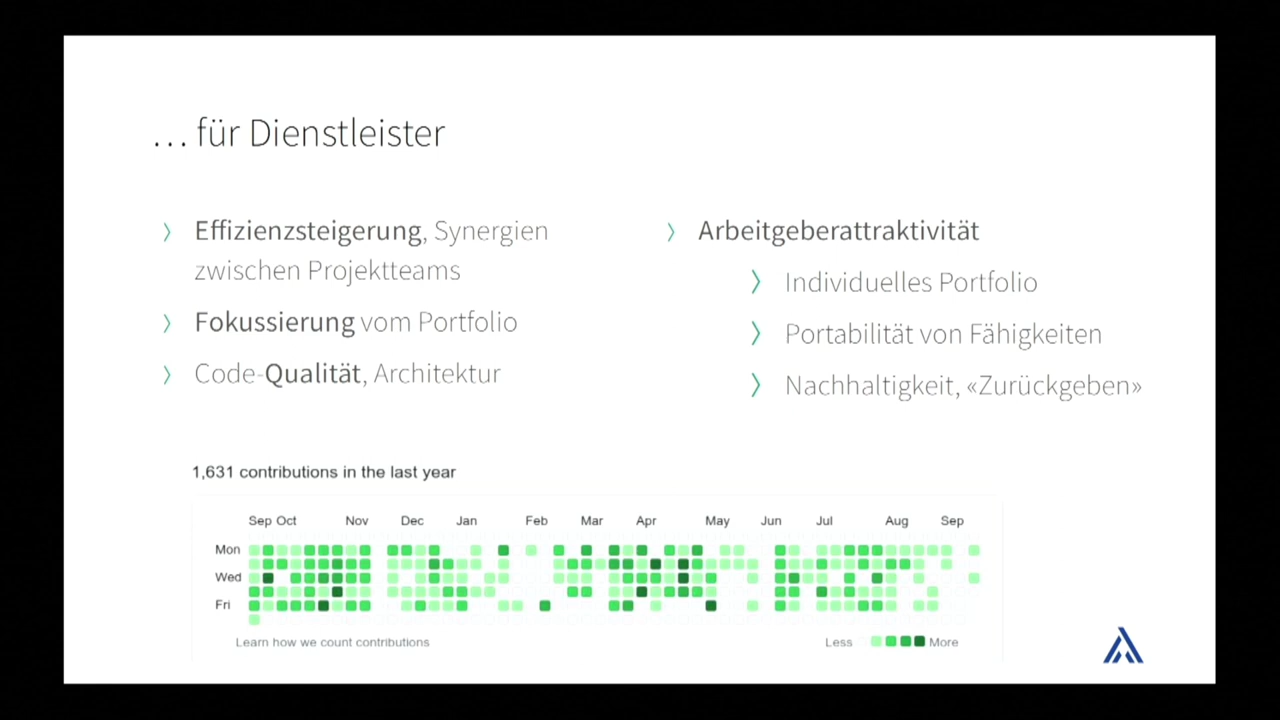 … für Dienstleister
〉 Effizienzsteigerung, Synergien
zwischen Projektteams
〉 Fokussierung vom Portfolio
〉 Code-Qualität, Architektur
〉 Arbeitgeberattraktivität
〉 Individuelles Portfolio
〉 Portabilität von Fähigkeiten
〉 Nachhaltigkeit, «Zurückgeben»
1,631 contributions in the last year
Sep Oct Nov Dec Jan Feb Mar Apr May Jun Jul Aug Sep
Mon
Wed
Fri
Learn how we count contributions
Less More